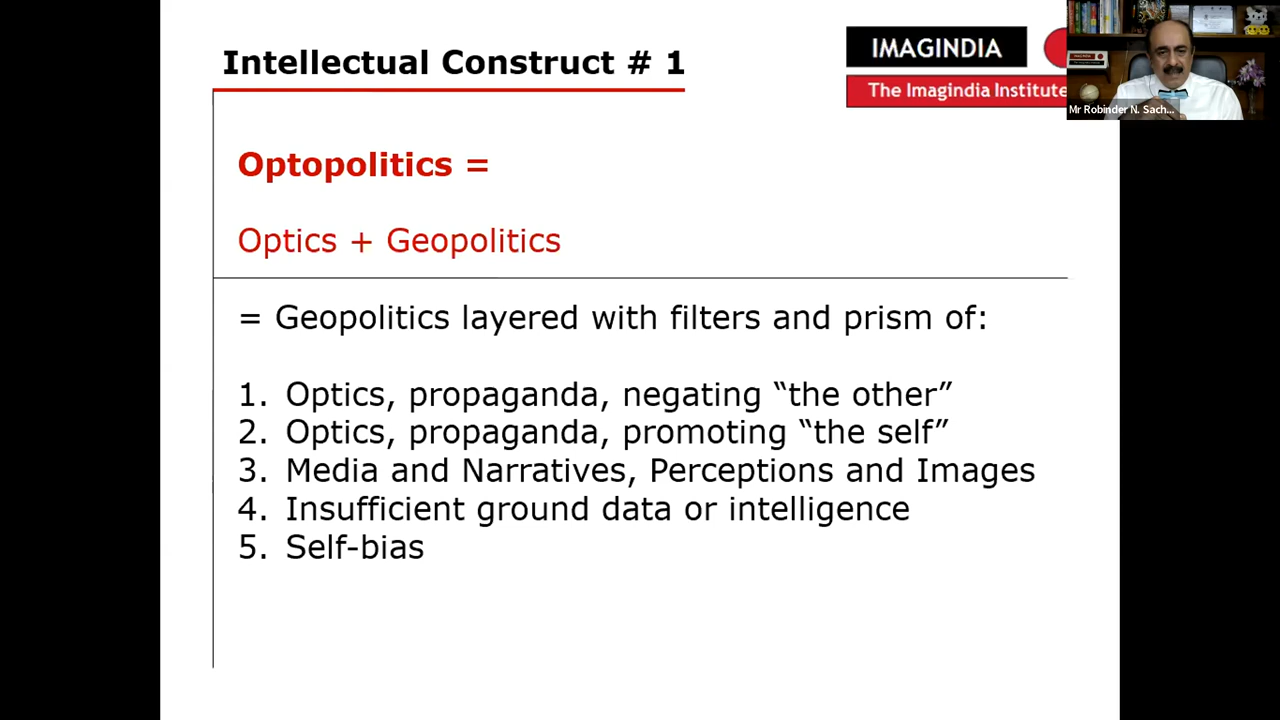 Intellectual Construct # 1
IMAGINDIA
The Imagindia Institute
Mr Robinder N. Sach...
Optopolitics =
Optics + Geopolitics
= Geopolitics layered with filters and prism of:
1. Optics, propaganda, negating “the other”
2. Optics, propaganda, promoting “the self”
3. Media and Narratives, Perceptions and Images
4. Insufficient ground data or intelligence
5. Self-bias